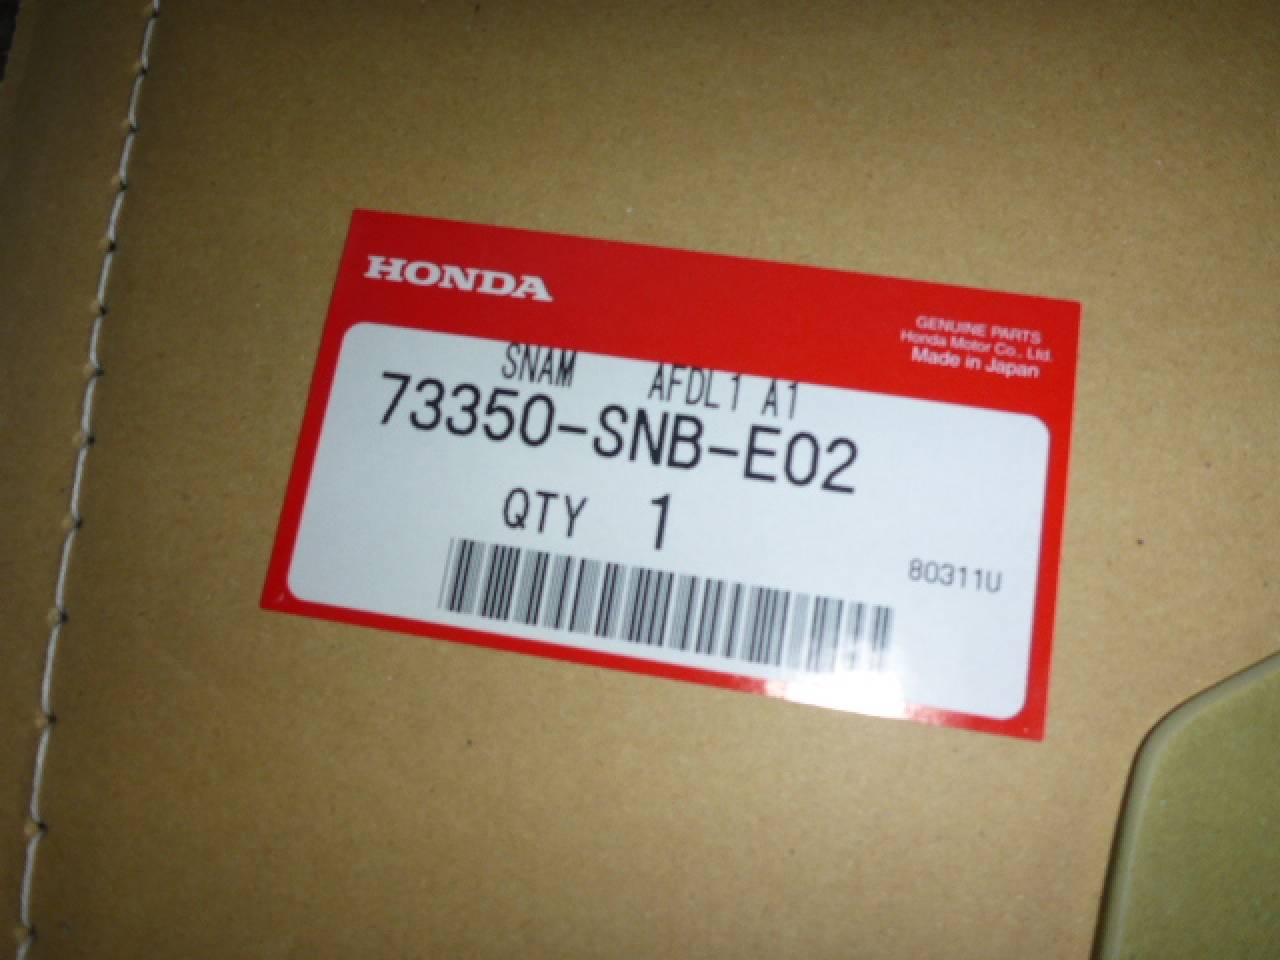 HONDA
GENUINE PARTS
Honda Motor Co., Ltd.
Made in Japan
SNAM AFDL1 A1
73350-SNB-E02
QTY 1
80311U